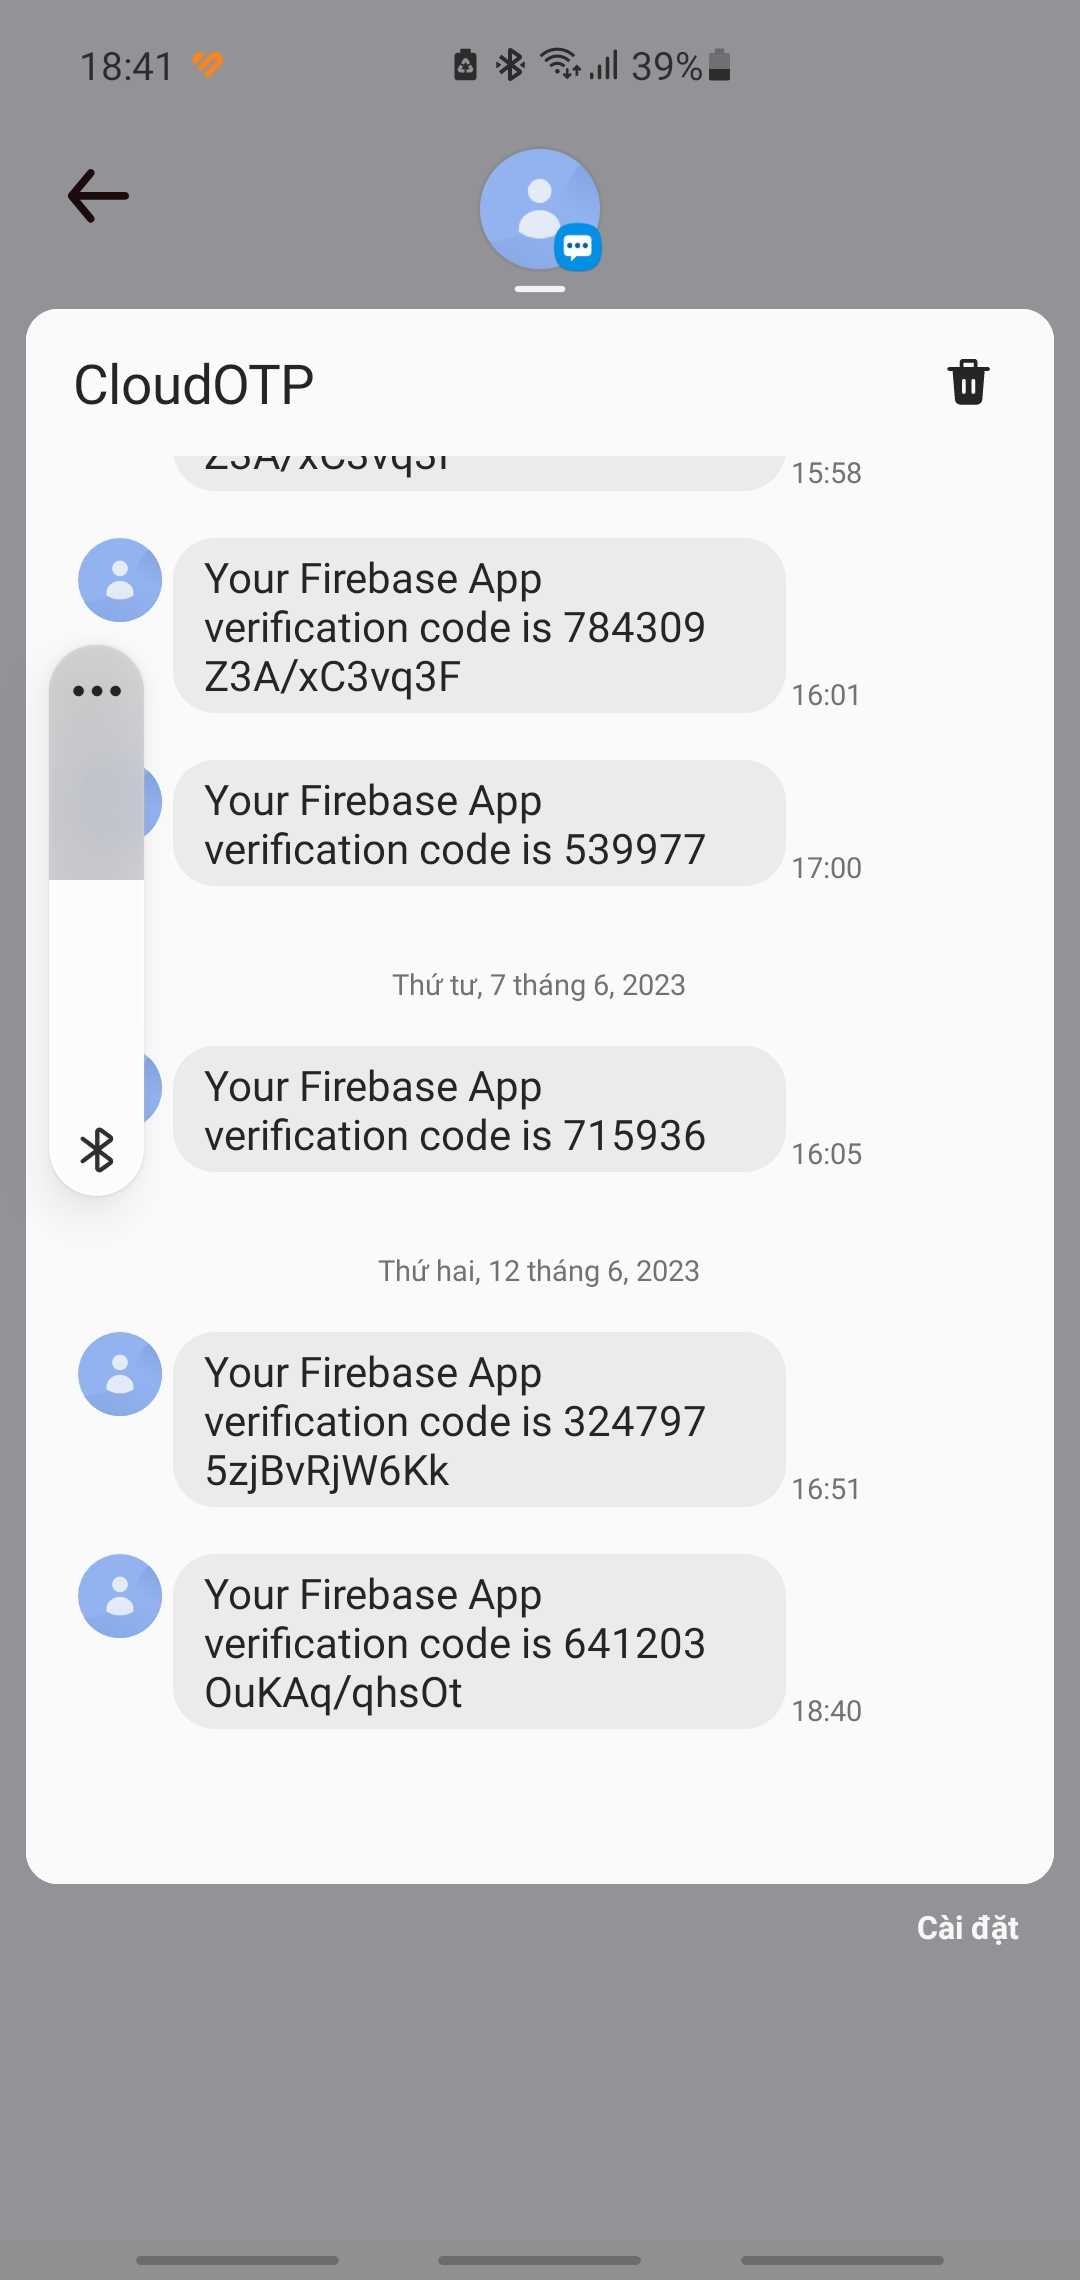 18:41
39%
CloudOTP
15:58
Your Firebase App
verification code is 784309
Z3A/xC3vq3F
16:01
Your Firebase App
verification code is 539977
17:00
Thứ tư, 7 tháng 6, 2023
Your Firebase App
verification code is 715936
16:05
Thứ hai, 12 tháng 6, 2023
Your Firebase App
verification code is 324797
5zjBvRjW6Kk
16:51
Your Firebase App
verification code is 641203
OuKAq/qhsOt
18:40
Cài đặt